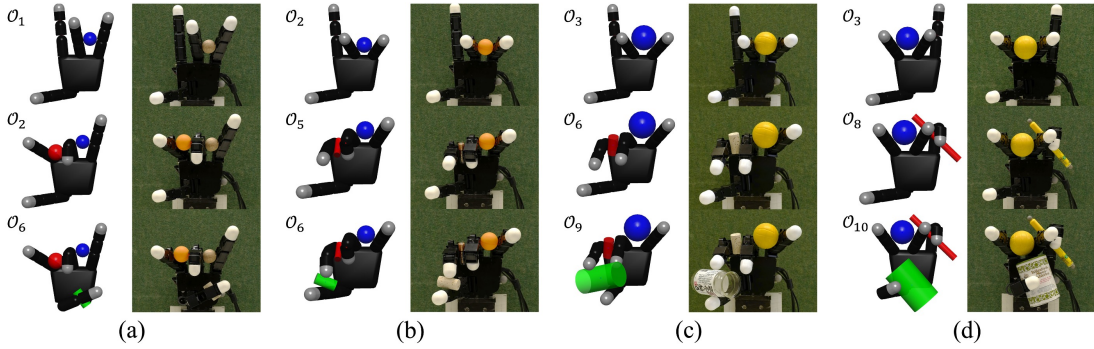 𝒪₁ 𝒪₂ 𝒪₃ 𝒪₃
𝒪₂ 𝒪₅ 𝒪₆ 𝒪₈
𝒪₆ 𝒪₆ 𝒪₉ 𝒪₁₀
(a) (b) (c) (d)